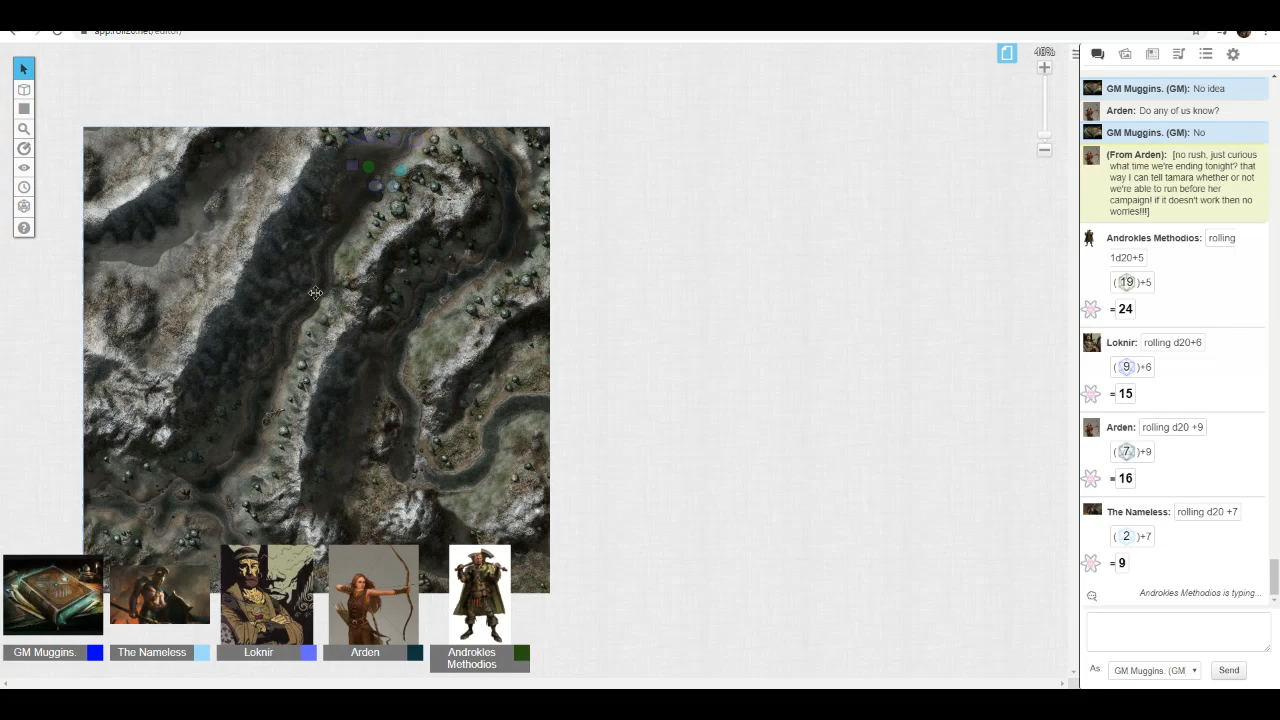 app.roll20.net/editor/
48%
GM Muggins. (GM): No idea
Arden: Do any of us know?
GM Muggins. (GM): No
(From Arden): [no rush, just curious
what time we're ending tonight? that
way I can tell tamara whether or not
we're able to run before her
campaign! if it doesn't work then no
worries!!!]
Androkles Methodios: rolling
1d20+5
(19)+5
=24
Loknir: rolling d20+6
(9)+6
=15
Arden: rolling d20 +9
(7)+9
=16
The Nameless: rolling d20 +7
(2)+7
=9
Androkles Methodios is typing...
As: GM Muggins. (GM Send
GM Muggins.
The Nameless
Loknir
Arden
Androkles
Methodios